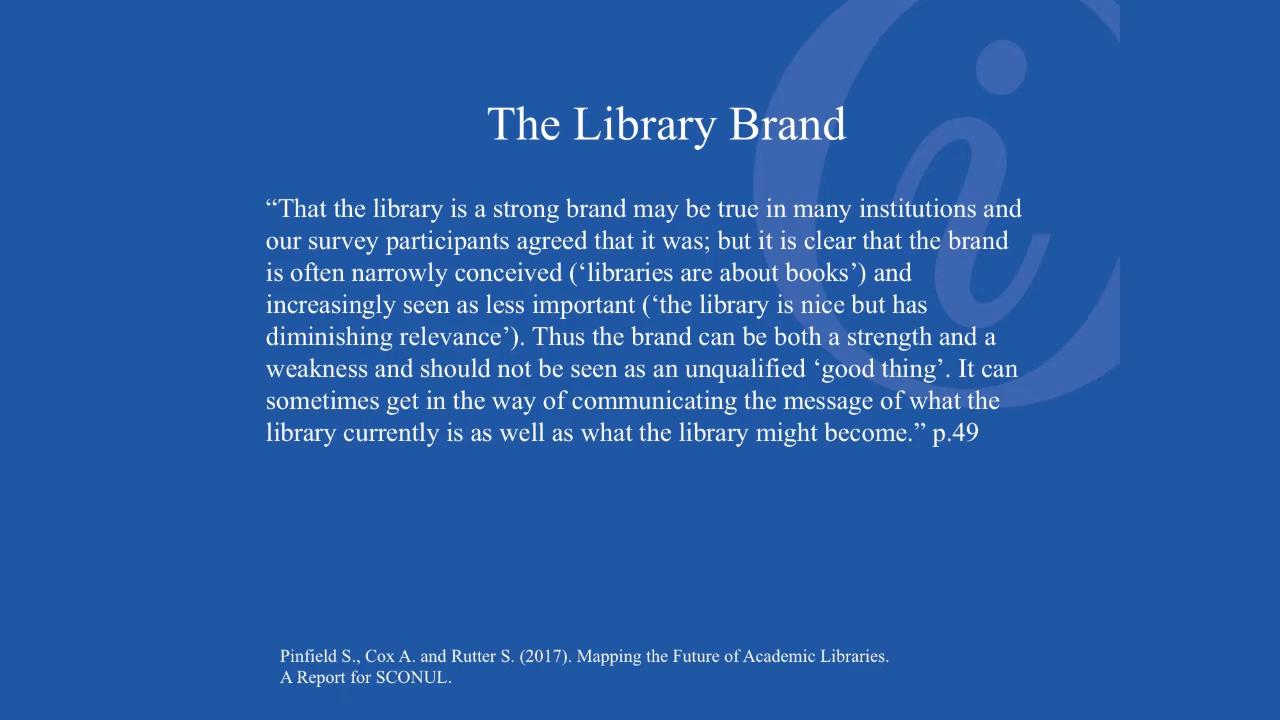 The Library Brand
“That the library is a strong brand may be true in many institutions and
our survey participants agreed that it was; but it is clear that the brand
is often narrowly conceived (‘libraries are about books’) and
increasingly seen as less important (‘the library is nice but has
diminishing relevance’). Thus the brand can be both a strength and a
weakness and should not be seen as an unqualified ‘good thing’. It can
sometimes get in the way of communicating the message of what the
library currently is as well as what the library might become.” p.49
Pinfield S., Cox A. and Rutter S. (2017). Mapping the Future of Academic Libraries.
A Report for SCONUL.